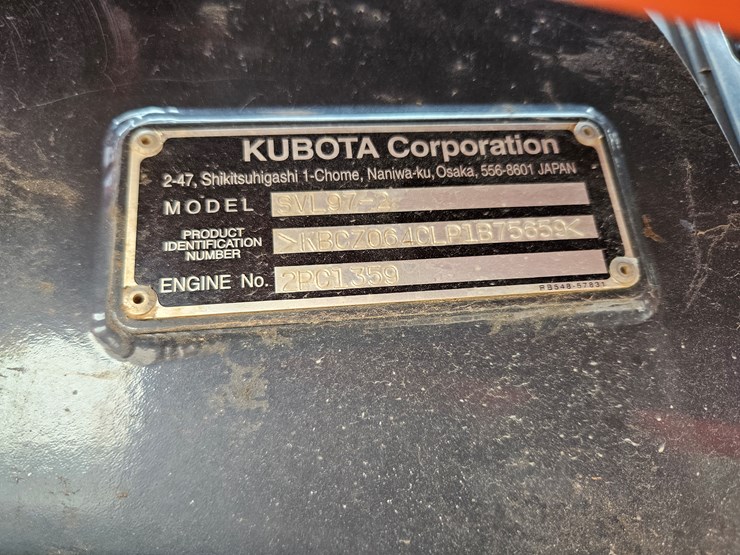 KUBOTA Corporation
2-47, Shikitsuhigashi 1-Chome, Naniwa-ku, Osaka, 556-8601 JAPAN
MODEL SVL97-2
PRODUCT IDENTIFICATION NUMBER >KBCZ064CLP1B75659<
ENGINE No. 2PC1359
RB548-57831